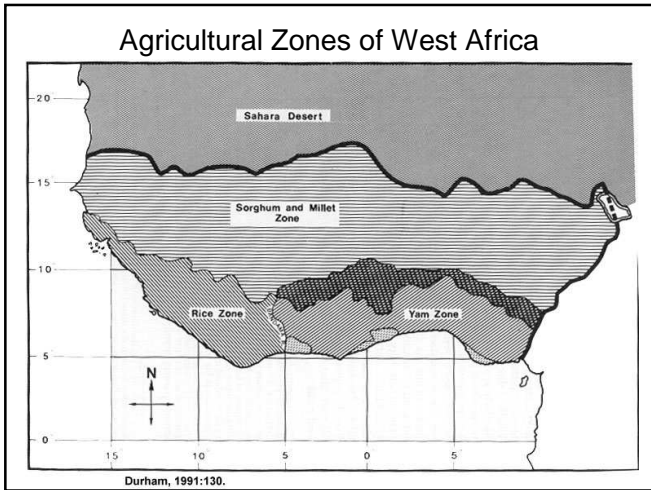 Agricultural Zones of West Africa
20
Sahara Desert
15
Sorghum and Millet
Zone
10
Rice Zone
Yam Zone
5
N
0
15
10
5
0
5
Durham, 1991:130.